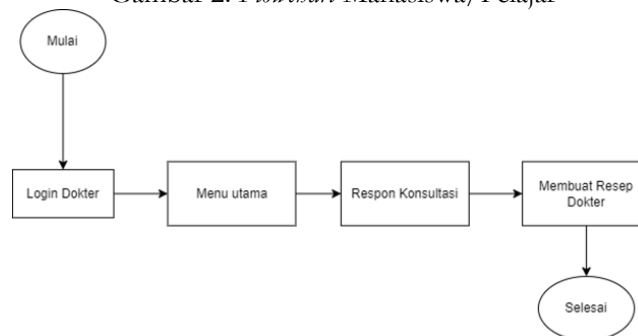 Gambar 2. Flowchart Mahasiswa/Pelajar
Mulai
Login Dokter
Menu utama
Respon Konsultasi
Membuat Resep
Dokter
Selesai